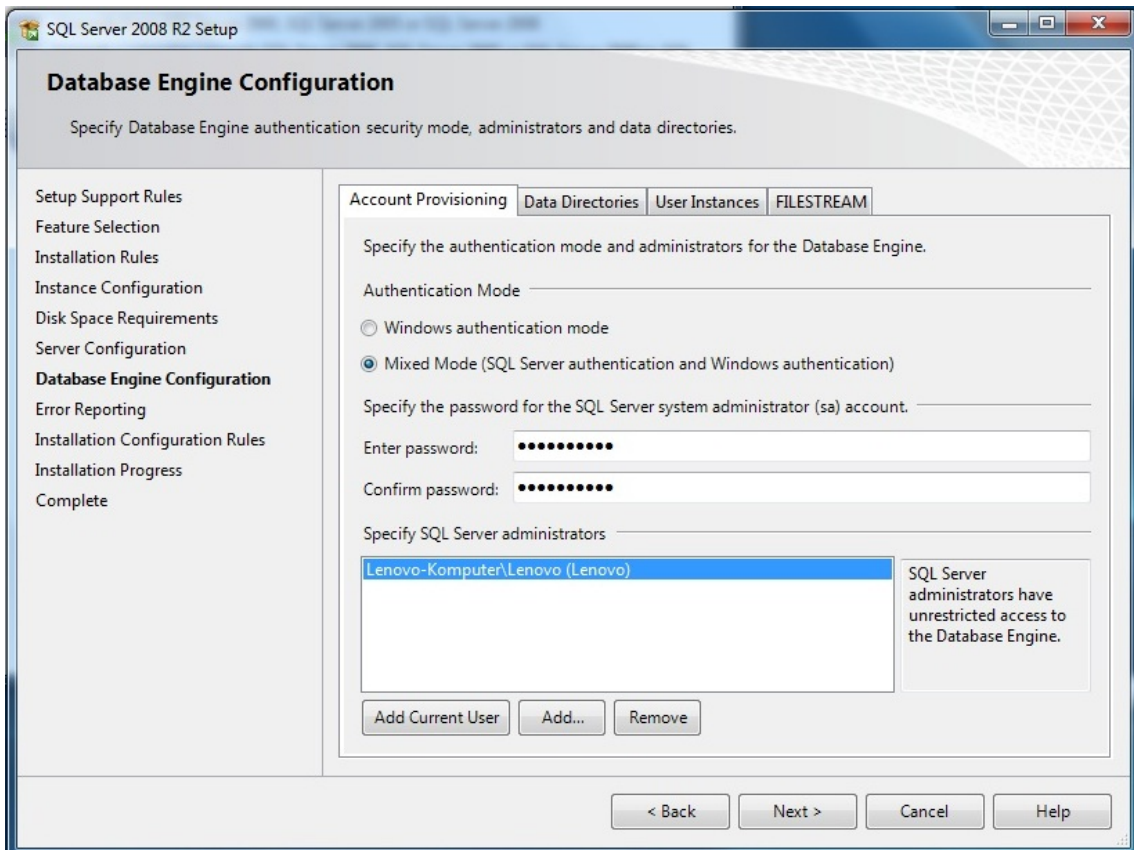 SQL Server 2008 R2 Setup
Database Engine Configuration
Specify Database Engine authentication security mode, administrators and data directories.
Setup Support Rules
Feature Selection
Installation Rules
Instance Configuration
Disk Space Requirements
Server Configuration
Database Engine Configuration
Error Reporting
Installation Configuration Rules
Installation Progress
Complete
Account Provisioning Data Directories User Instances FILESTREAM
Specify the authentication mode and administrators for the Database Engine.
Authentication Mode
Windows authentication mode
Mixed Mode (SQL Server authentication and Windows authentication)
Specify the password for the SQL Server system administrator (sa) account.
Enter password: ●●●●●●●●●●
Confirm password: ●●●●●●●●●●
Specify SQL Server administrators
Lenovo-Komputer\Lenovo (Lenovo)
SQL Server
administrators have
unrestricted access to
the Database Engine.
Add Current User Add... Remove
< Back Next > Cancel Help